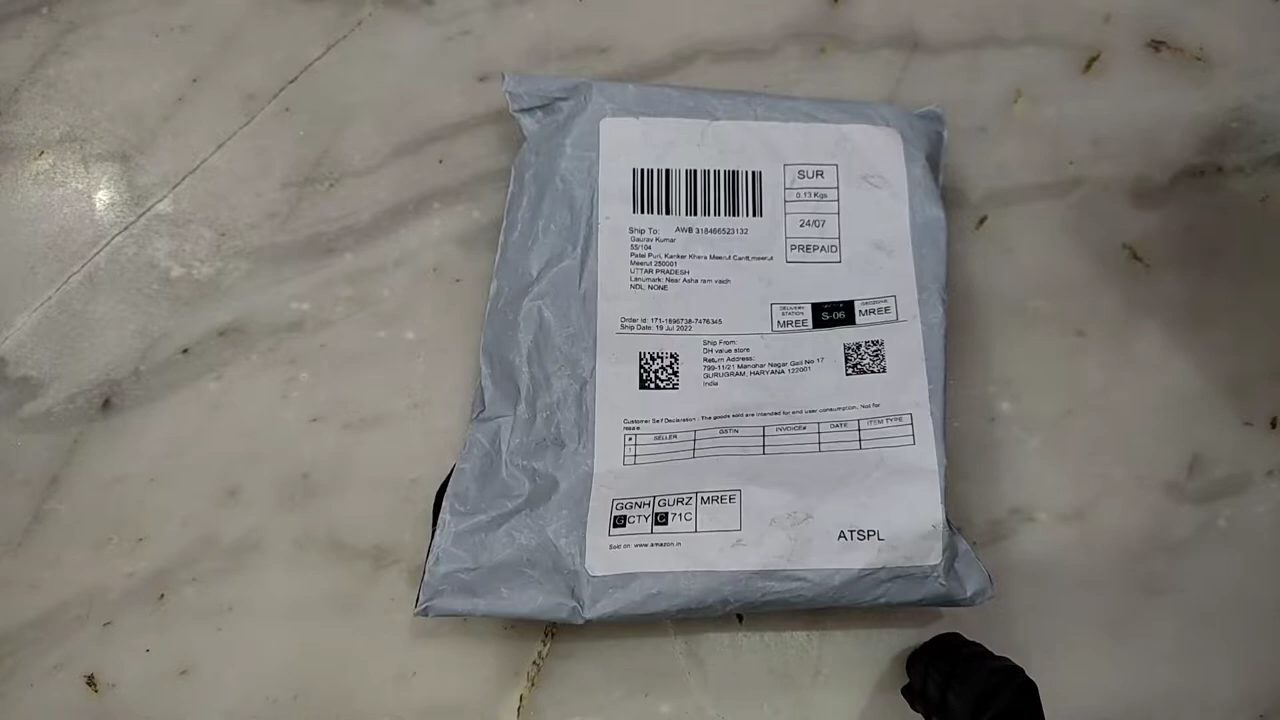 SUR
0.13 Kgs
24/07
PREPAID
Ship To: AWB 318466523132
Gaurav Kumar
55/104
Patel Puri, Kanker Khera Meerut Cantt,meerut
Meerut 250001
UTTAR PRADESH
Lanumark: Near Asha ram vaidh
NDL: NONE
Order Id: 171-1896738-7476345
Ship Date: 19 Jul 2022
DELIVERY STATION
MREE
S-06
MREE
Ship From:
DH value store
Return Address:
799-11/21 Manohar Nagar Gali No 17
GURUGRAM, HARYANA 122001
India
Customer Self Declaration : The goods sold are intended for end user consumption. Not for
resale
# SELLER GSTIN INVOICE# DATE ITEM TYPE
1
GGNH GURZ MREE
GCTY C 71C
ATSPL
Sold on: www.amazon.in